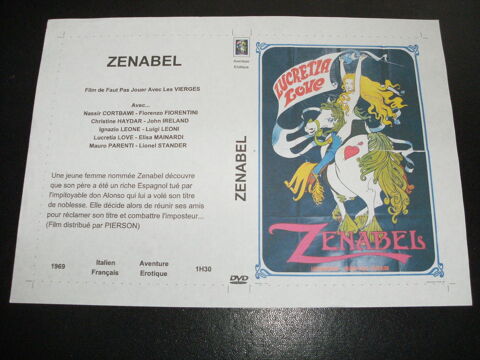 ZENABEL
Film de Faut Pas Jouer Avec Les VIERGES
Avec...
Nassir CORTBAWI - Fiorenzo FIORENTINI
Christine HAYDAR - John IRELAND
Ignazio LEONE - Luigi LEONI
Lucretia LOVE - Elisa MAINARDI
Mauro PARENTI - Lionel STANDER
Une jeune femme nommée Zenabel découvre
que son père a été un riche Espagnol tué par
l'impitoyable don Alonso qui lui a volé son titre
de noblesse. Elle décide alors de réunir ses amis
pour réclamer son titre et combattre l'imposteur...
(Film distribué par PIERSON)
1969
Italien
Français
Aventure
Erotique
1H30
Aventure
Erotique
ZENABEL
DVD
LUCRETIA
LOVE
ZENABEL